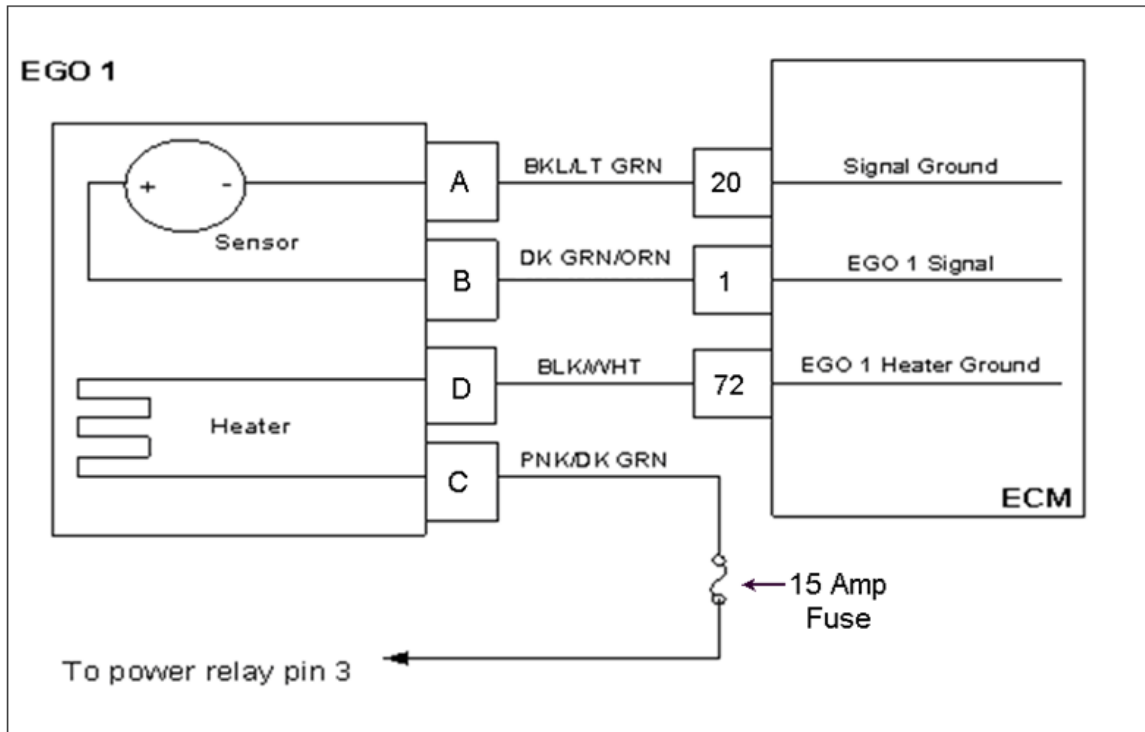 EGO 1
+ -
Sensor
Heater
A
B
D
C
BKL/LT GRN
DK GRN/ORN
BLK/WHT
PNK/DK GRN
20
1
72
Signal Ground
EGO 1 Signal
EGO 1 Heater Ground
ECM
15 Amp
Fuse
To power relay pin 3